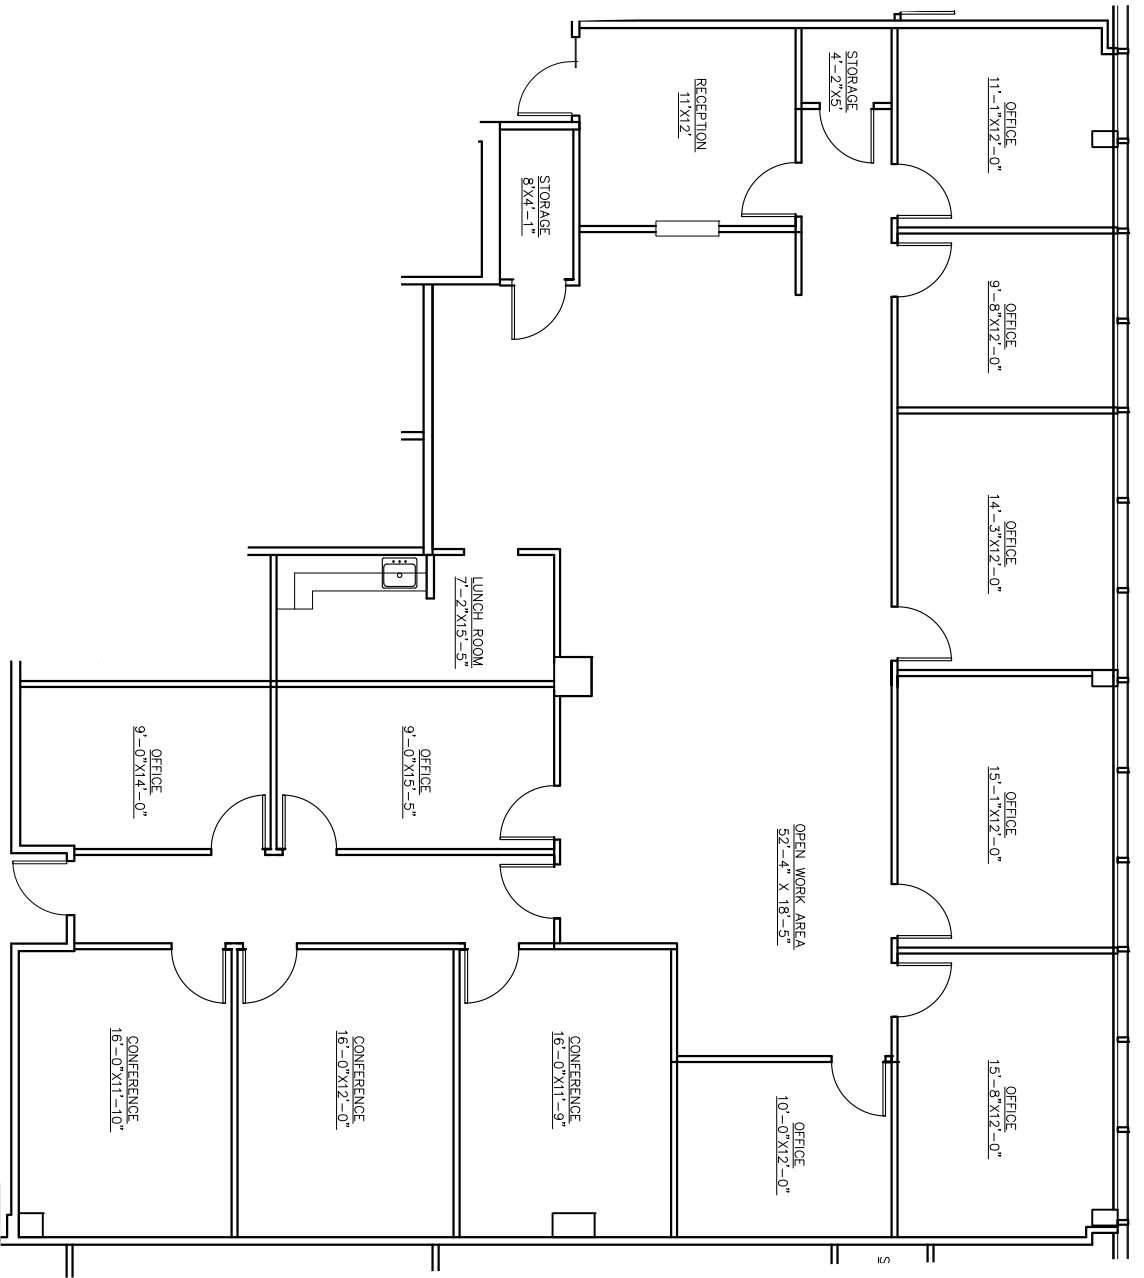 OFFICE
11'-1"X12'-0"
OFFICE
9'-8"X12'-0"
OFFICE
14'-3"X12'-0"
OFFICE
15'-1"X12'-0"
OFFICE
15'-8"X12'-0"
STORAGE
4'-2"X5'
OPEN WORK AREA
52'-4" X 18'-5"
OFFICE
10'-0"X12'-0"
RECEPTION
11'X12'
STORAGE
8'X4'-1"
LUNCH ROOM
7'-2"X15'-5"
OFFICE
9'-0"X15'-5"
OFFICE
9'-0"X14'-0"
CONFERENCE
16'-0"X11'-9"
CONFERENCE
16'-0"X12'-0"
CONFERENCE
16'-0"X11'-10"